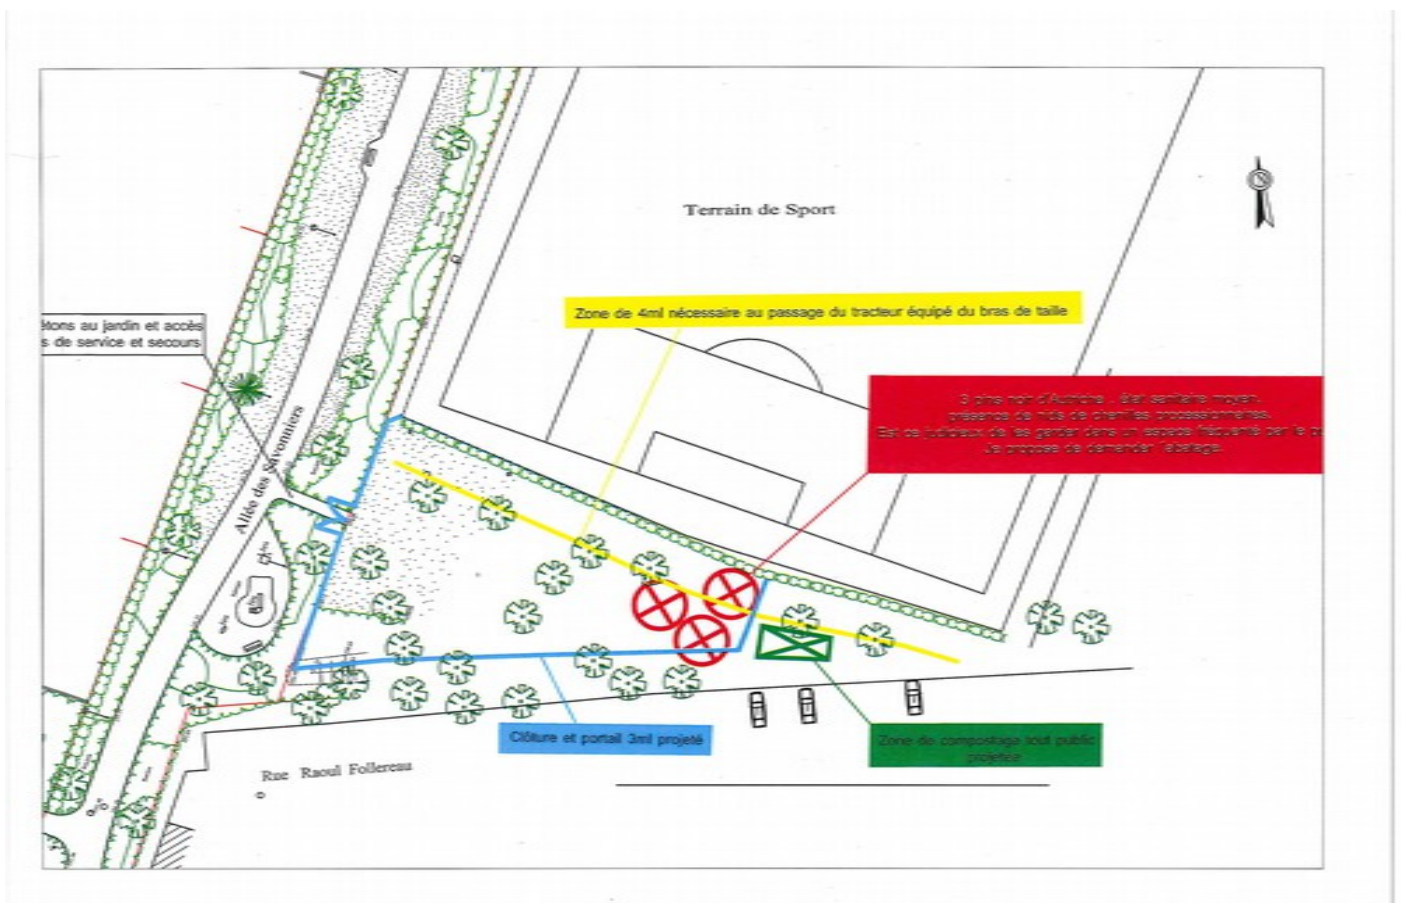 Terrain de Sport
Zone de 4ml nécessaire au passage du tracteur équipé du bras de taille
étons au jardin et accès
s de service et secours
3 pins noir d'Autriche . état sanitaire moyen.
présence de nids de chenilles processionnaires.
Est ce judicieux de les garder dans un espace fréquenté par le
Je propose de demander l'abatage.
Allée des Savonniers
Clôture et portail 3ml projeté
Zone de compostage tout public
projetée
Rue Raoul Follereau